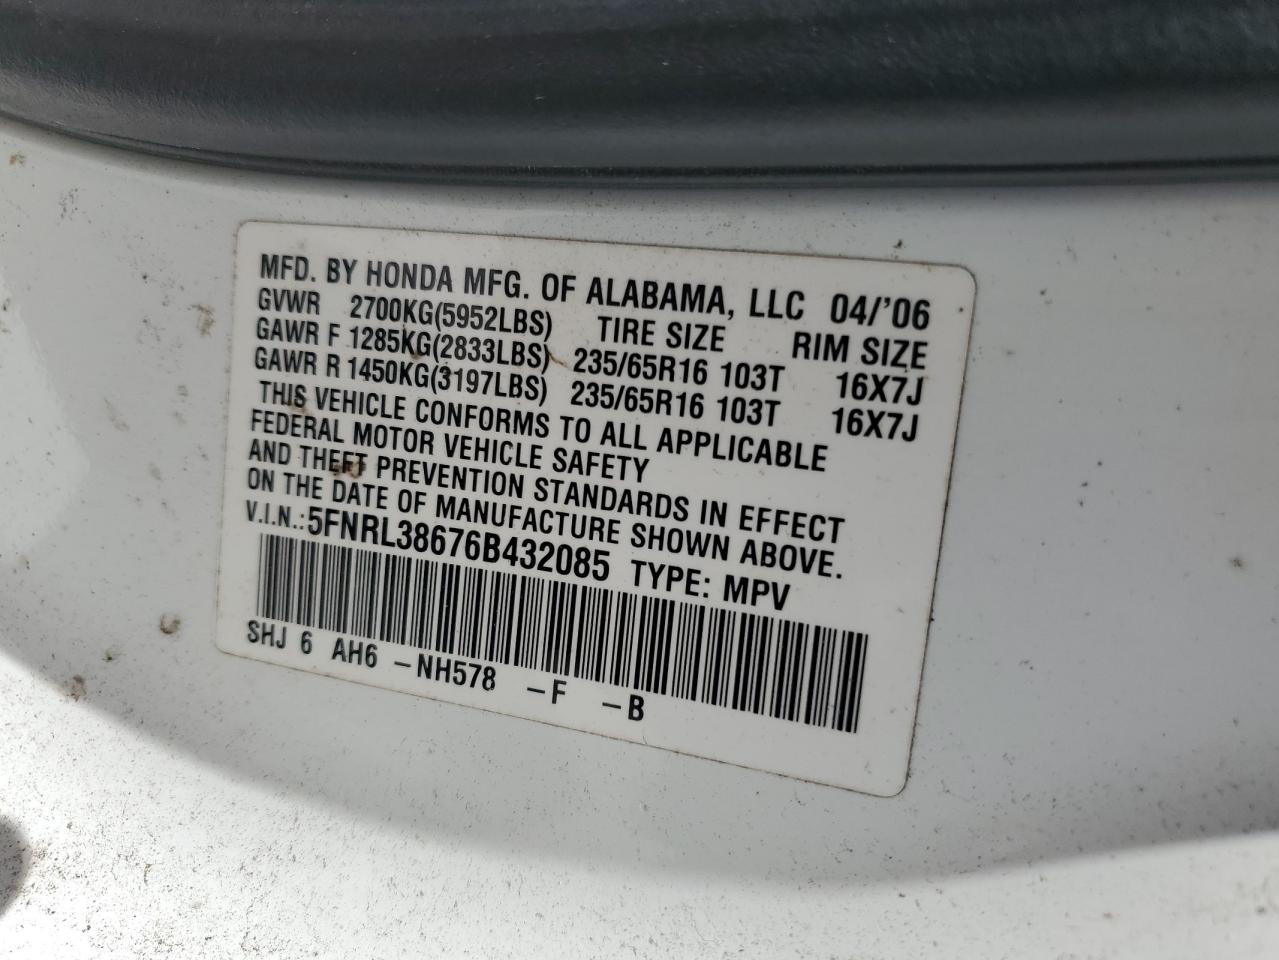 MFD. BY HONDA MFG. OF ALABAMA, LLC 04/'06
GVWR 2700KG(5952LBS) TIRE SIZE RIM SIZE
GAWR F 1285KG(2833LBS) 235/65R16 103T 16X7J
GAWR R 1450KG(3197LBS) 235/65R16 103T 16X7J
THIS VEHICLE CONFORMS TO ALL APPLICABLE
FEDERAL MOTOR VEHICLE SAFETY
AND THEFT PREVENTION STANDARDS IN EFFECT
ON THE DATE OF MANUFACTURE SHOWN ABOVE.
V.I.N.: 5FNRL38676B432085 TYPE: MPV
SHJ 6 AH6 -NH578 -F -B